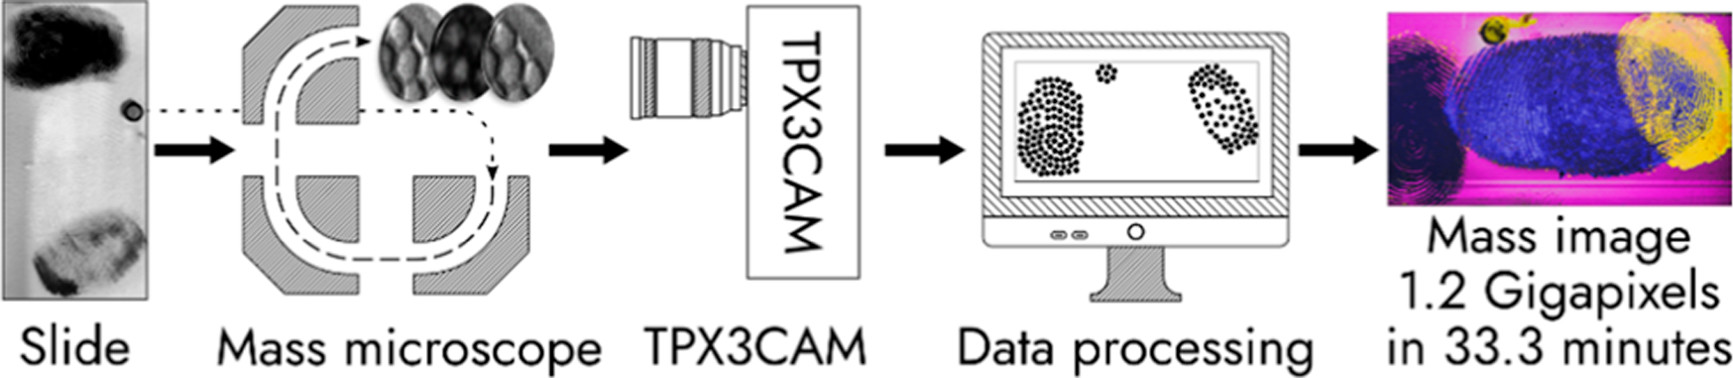 TPX3CAM
Slide
Mass microscope
TPX3CAM
Data processing
Mass image
1.2 Gigapixels
in 33.3 minutes